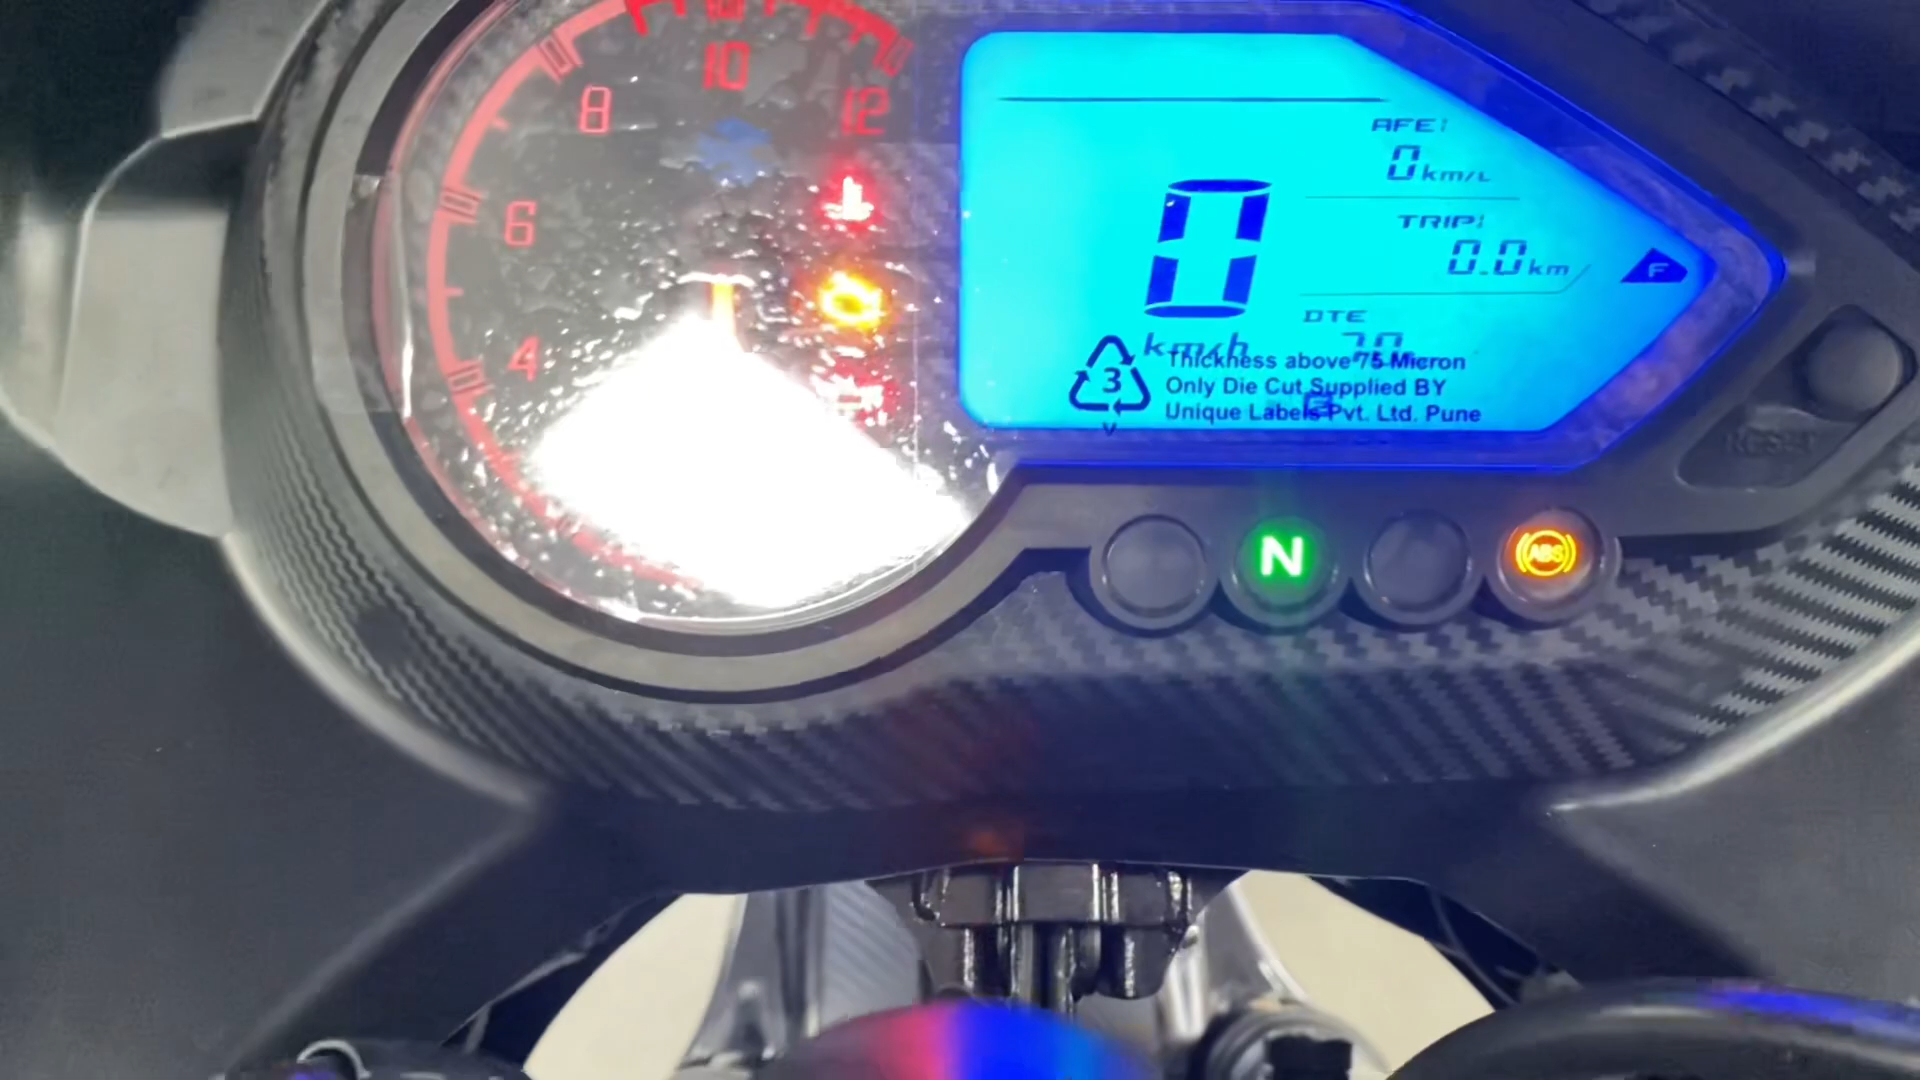 10
8
12
6
4
AFE:
0 km/L
TRIP:
0.0 km
F
0
km/h
DTE
3
Thickness above 75 Micron
Only Die Cut Supplied BY
Unique Labels Pvt. Ltd. Pune
V
RESET
N
ABS